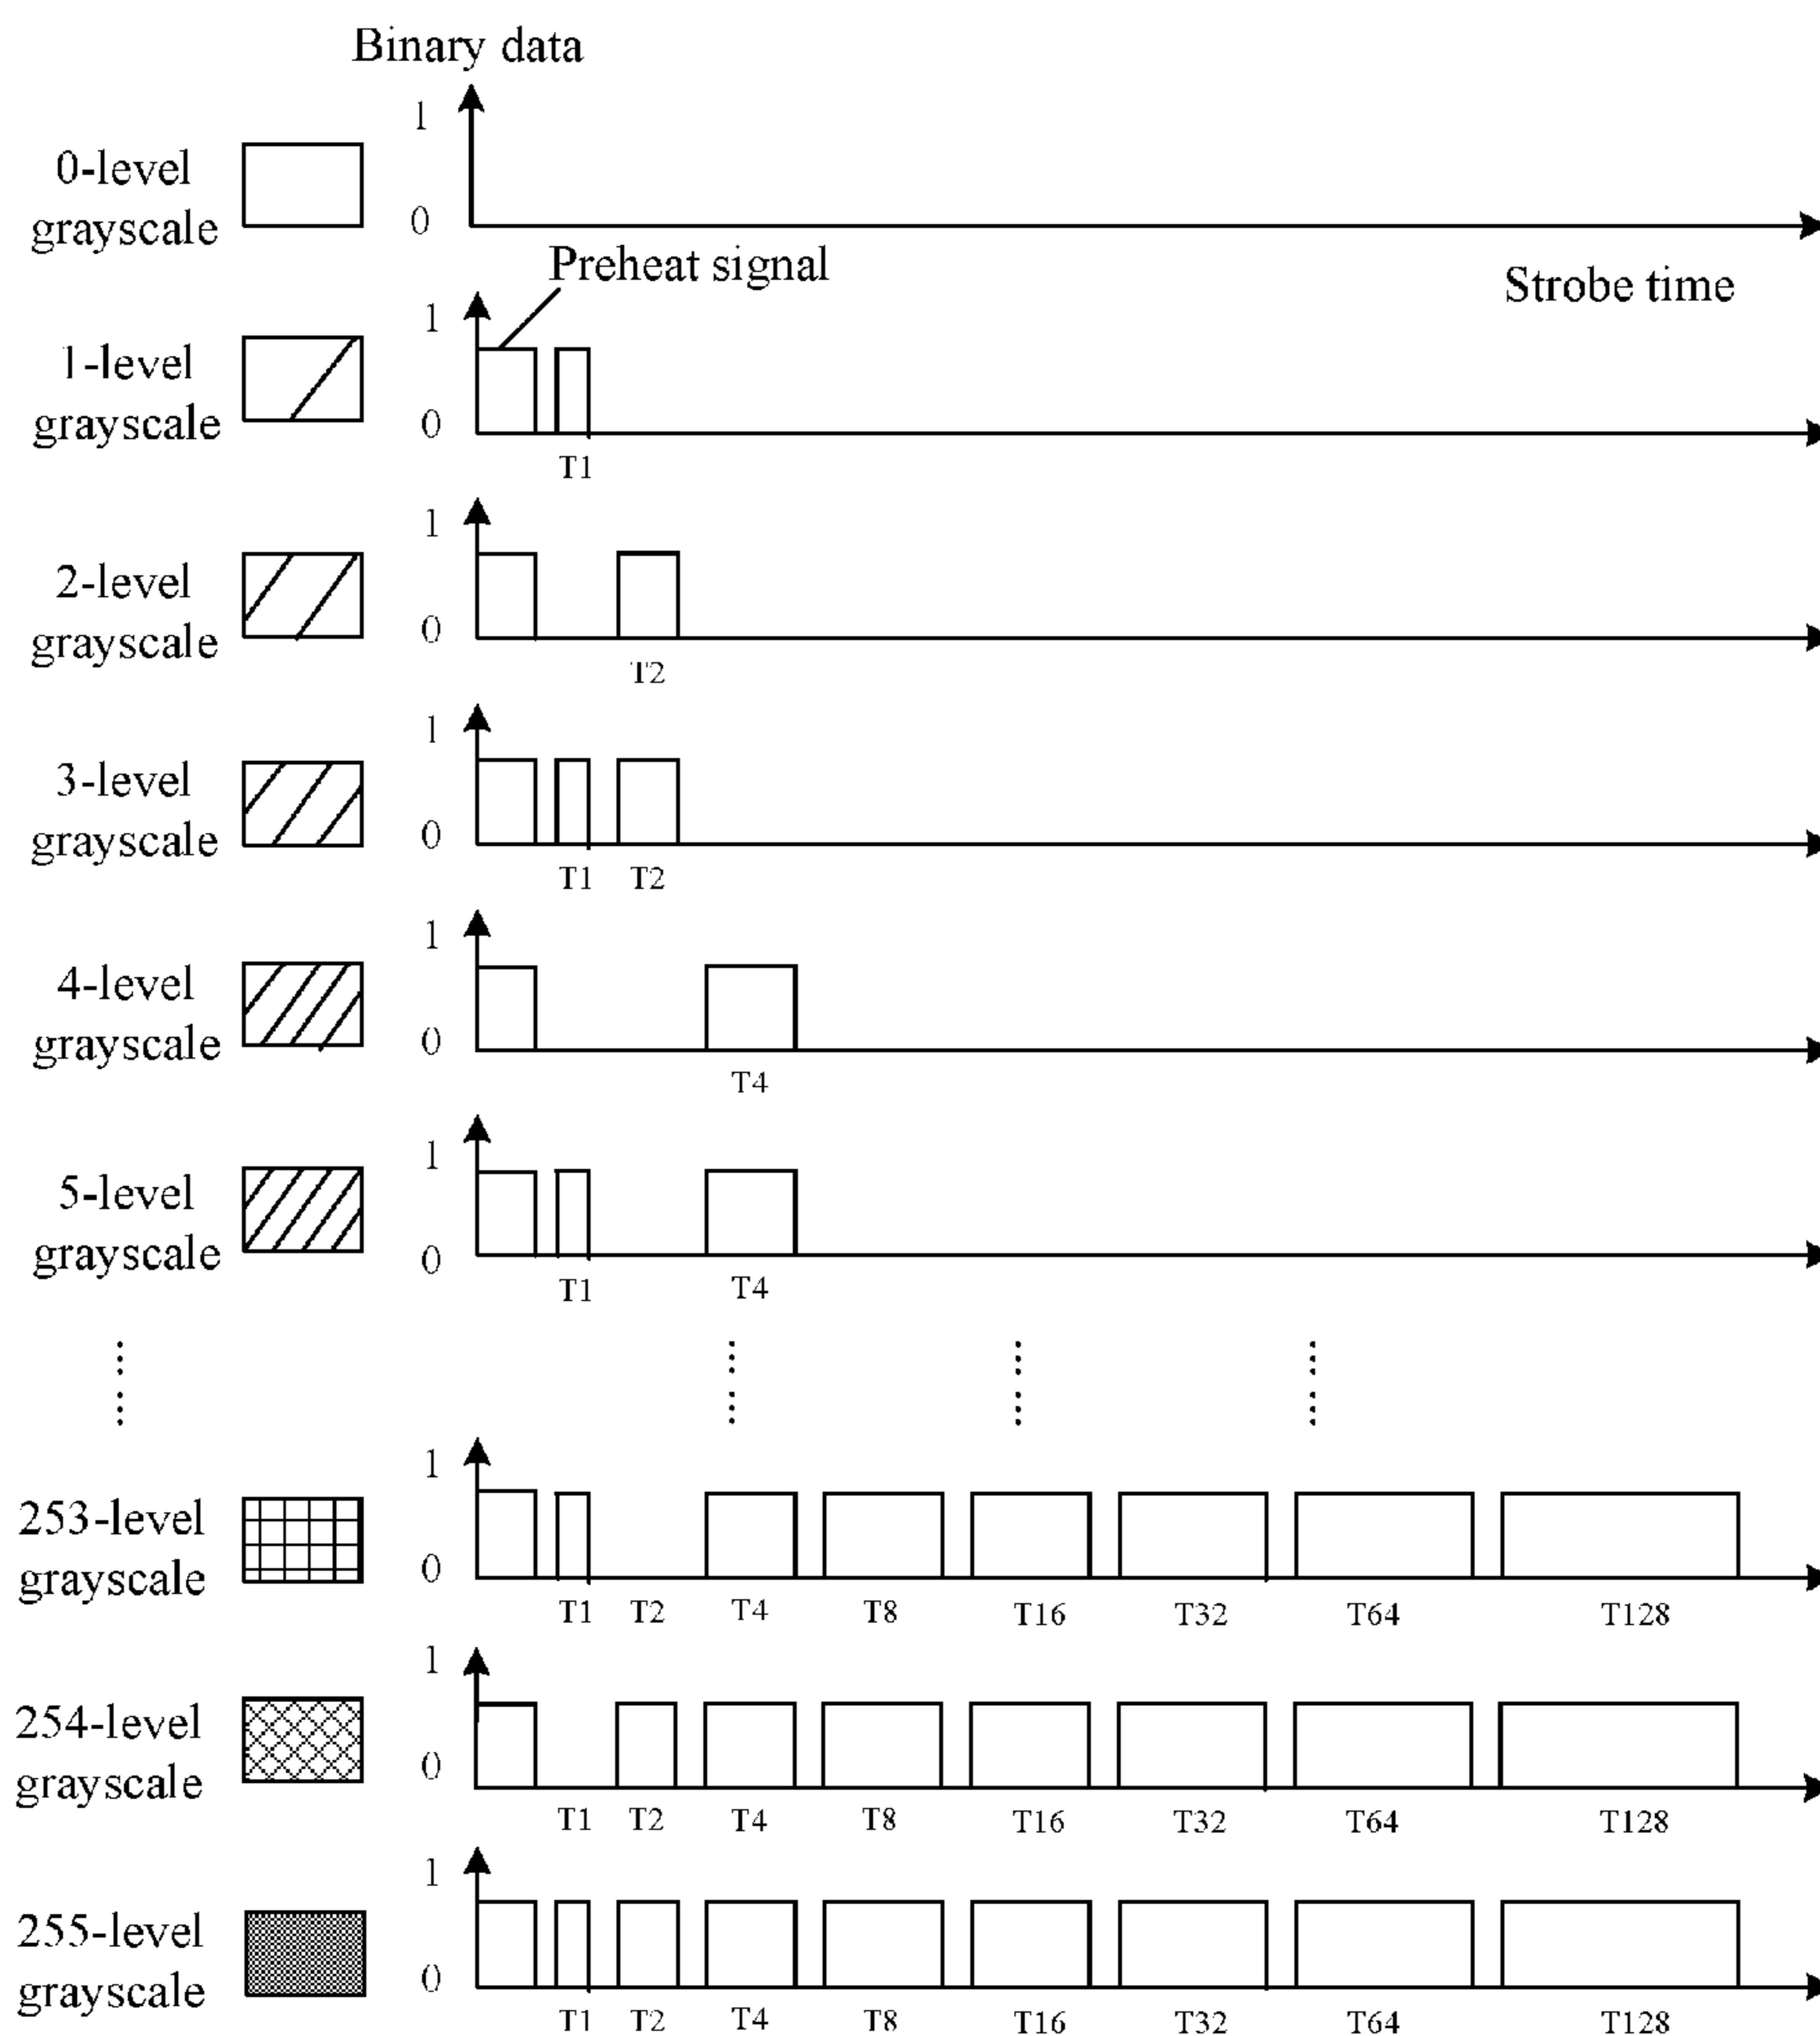 Binary data
1
0-level
grayscale
0
Preheat signal
Strobe time
1
1-level
grayscale
0
T1
1
2-level
grayscale
0
T2
1
3-level
grayscale
0
T1 T2
1
4-level
grayscale
0
T4
1
5-level
grayscale
0
T1 T4
1
253-level
grayscale
0
T1 T2 T4 T8 T16 T32 T64 T128
1
254-level
grayscale
0
T1 T2 T4 T8 T16 T32 T64 T128
1
255-level
grayscale
0
T1 T2 T4 T8 T16 T32 T64 T128